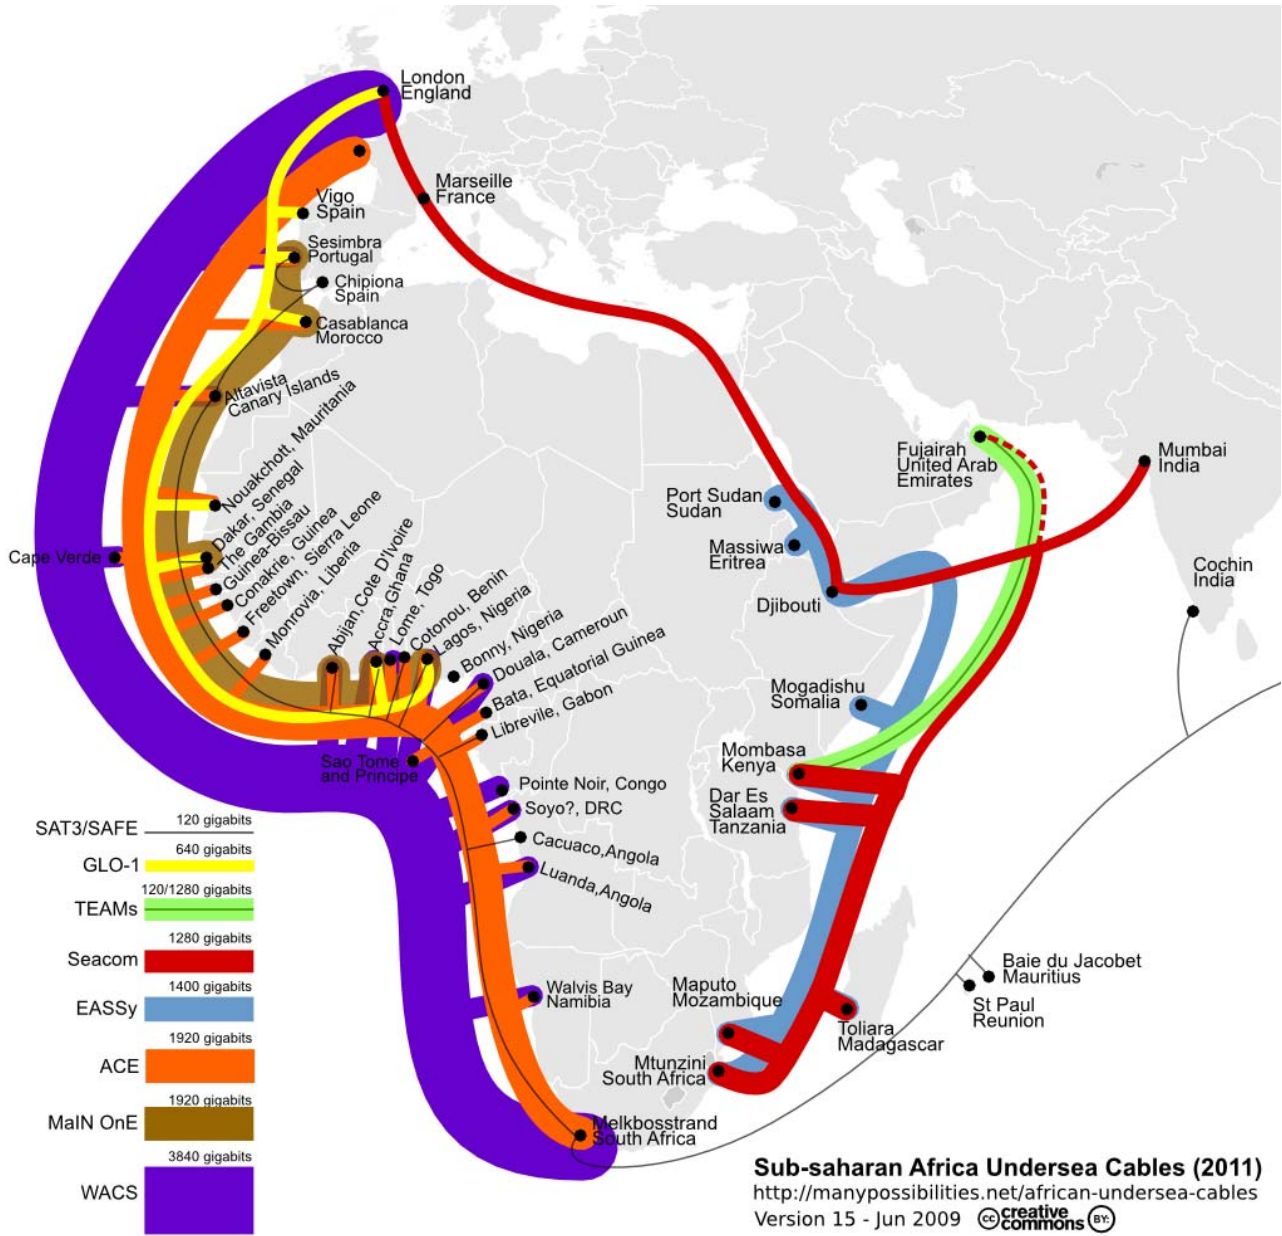 London
England
Marseille
France
Vigo
Spain
Sesimbra
Portugal
Chipiona
Spain
Casablanca
Morocco
Altavista
Canary Islands
Nouakchott, Mauritania
Dakar, Senegal
The Gambia
Guinea-Bissau
Conakrie, Guinea
Freetown, Sierra Leone
Monrovia, Liberia
Abijan,Cote D'Ivoire
Accra,Ghana
Lome, Togo
Cotonou, Benin
Lagos, Nigeria
Bonny, Nigeria
Douala, Cameroun
Bata, Equatorial Guinea
Librevile, Gabon
Cape Verde
Sao Tome
and Principe
Pointe Noir, Congo
Soyo?, DRC
Cacuaco,Angola
Luanda,Angola
Walvis Bay
Namibia
Melkbosstrand
South Africa
Fujairah
United Arab
Emirates
Mumbai
India
Port Sudan
Sudan
Massiwa
Eritrea
Djibouti
Cochin
India
Mogadishu
Somalia
Mombasa
Kenya
Dar Es
Salaam
Tanzania
Maputo
Mozambique
Toliara
Madagascar
Mtunzini
South Africa
Baie du Jacobet
Mauritius
St Paul
Reunion
120 gigabits
SAT3/SAFE
640 gigabits
GLO-1
120/1280 gigabits
TEAMs
1280 gigabits
Seacom
1400 gigabits
EASSy
1920 gigabits
ACE
1920 gigabits
MaIN OnE
3840 gigabits
WACS
Sub-saharan Africa Undersea Cables (2011)
http://manypossibilities.net/african-undersea-cables
Version 15 - Jun 2009 cc creative commons BY: